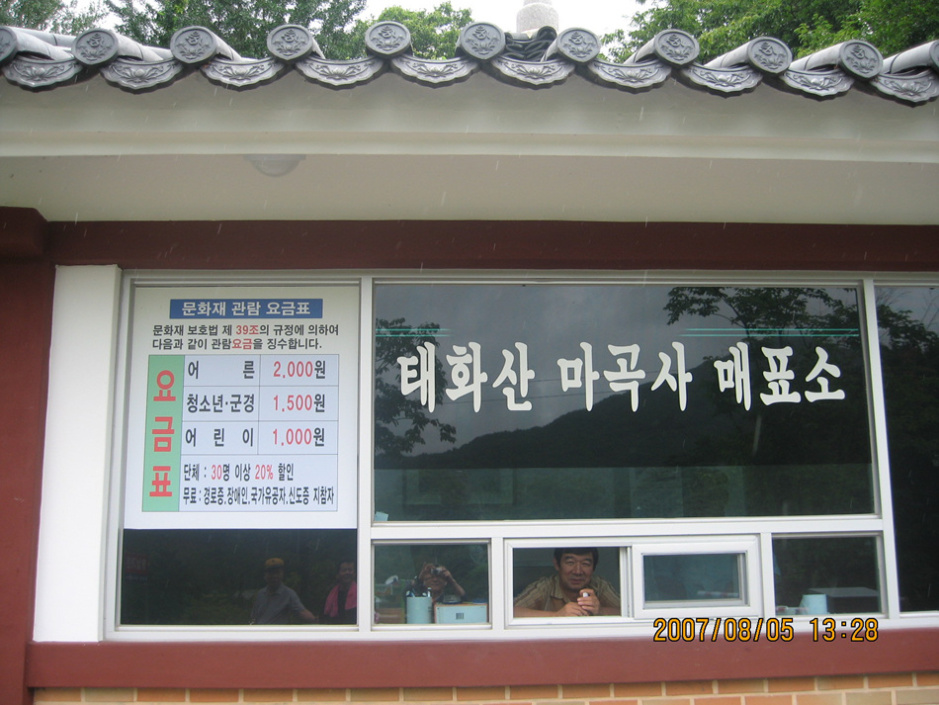 문화재 관람 요금표
문화재 보호법 제 39조의 규정에 의하여
다음과 같이 관람요금을 징수합니다.
요금표
어 른 2,000원
청소년·군경 1,500원
어 린 이 1,000원
단체 : 30명 이상 20% 할인
무료 : 경로증,장애인,국가유공자,신도증 지참자
태화산 마곡사 매표소
2007/08/05 13:28